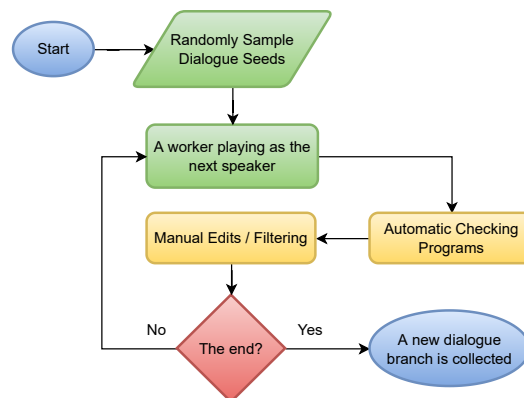 Start
Randomly Sample
Dialogue Seeds
A worker playing as the
next speaker
Automatic Checking
Programs
Manual Edits / Filtering
No
The end?
Yes
A new dialogue
branch is collected